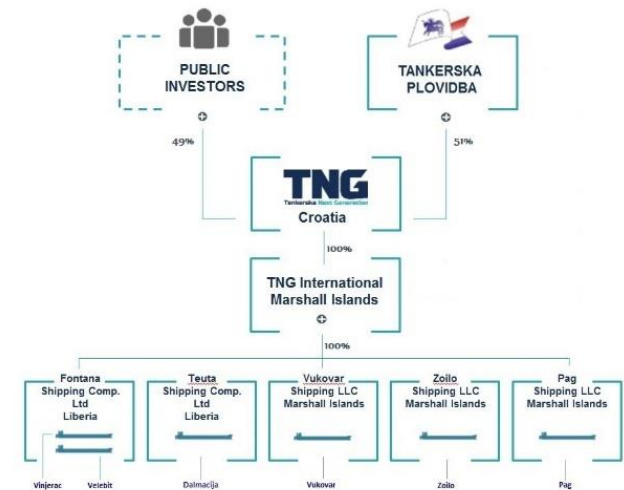 PUBLIC
INVESTORS
TANKERSKA
PLOVIDBA
49%
51%
TNG
Tankerska Next Generation
Croatia
100%
TNG International
Marshall Islands
100%
Fontana
Shipping Comp.
Ltd
Liberia
Teuta
Shipping Comp.
Ltd
Liberia
Vukovar
Shipping LLC
Marshall Islands
Zoilo
Shipping LLC
Marshall Islands
Pag
Shipping LLC
Marshall Islands
Vinjerac
Velebit
Dalmacija
Vukovar
Zoilo
Pag